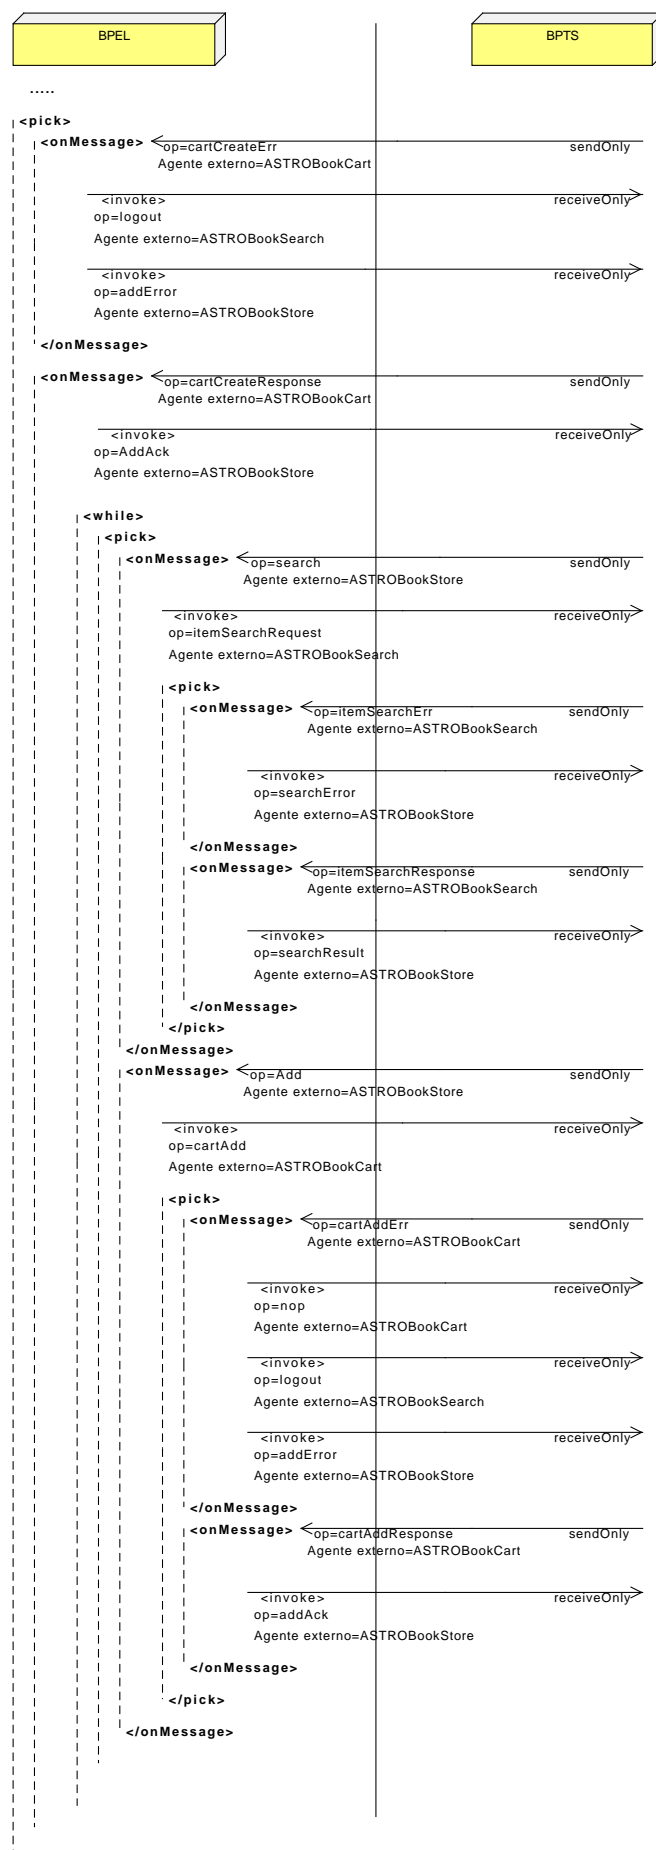 BPEL BPTS
.....
<pick>
<onMessage> op=cartCreateErr sendOnly
Agente externo=ASTROBookCart
<invoke> receiveOnly
op=logout
Agente externo=ASTROBookSearch
<invoke> receiveOnly
op=addError
Agente externo=ASTROBookStore
</onMessage>
<onMessage> op=cartCreateResponse sendOnly
Agente externo=ASTROBookCart
<invoke> receiveOnly
op=AddAck
Agente externo=ASTROBookStore
<while>
<pick>
<onMessage> op=search sendOnly
Agente externo=ASTROBookStore
<invoke> receiveOnly
op=itemSearchRequest
Agente externo=ASTROBookSearch
<pick>
<onMessage> op=itemSearchErr sendOnly
Agente externo=ASTROBookSearch
<invoke> receiveOnly
op=searchError
Agente externo=ASTROBookStore
</onMessage>
<onMessage> op=itemSearchResponse sendOnly
Agente externo=ASTROBookSearch
<invoke> receiveOnly
op=searchResult
Agente externo=ASTROBookStore
</onMessage>
</pick>
</onMessage>
<onMessage> op=Add sendOnly
Agente externo=ASTROBookStore
<invoke> receiveOnly
op=cartAdd
Agente externo=ASTROBookCart
<pick>
<onMessage> op=cartAddErr sendOnly
Agente externo=ASTROBookCart
<invoke> receiveOnly
op=nop
Agente externo=ASTROBookCart
<invoke> receiveOnly
op=logout
Agente externo=ASTROBookSearch
<invoke> receiveOnly
op=addError
Agente externo=ASTROBookStore
</onMessage>
<onMessage> op=cartAddResponse sendOnly
Agente externo=ASTROBookCart
<invoke> receiveOnly
op=addAck
Agente externo=ASTROBookStore
</onMessage>
</pick>
</onMessage>